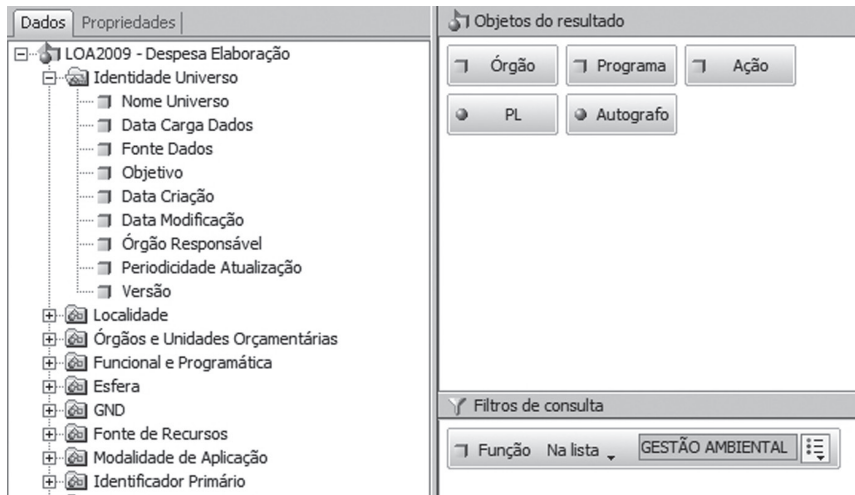 Dados Propriedades
LOA2009 - Despesa Elaboração
Identidade Universo
Nome Universo
Data Carga Dados
Fonte Dados
Objetivo
Data Criação
Data Modificação
Órgão Responsável
Periodicidade Atualização
Versão
Localidade
Órgãos e Unidades Orçamentárias
Funcional e Programática
Esfera
GND
Fonte de Recursos
Modalidade de Aplicação
Identificador Primário
Objetos do resultado
Órgão Programa Ação
PL Autografo
Filtros de consulta
Função Na lista GESTÃO AMBIENTAL